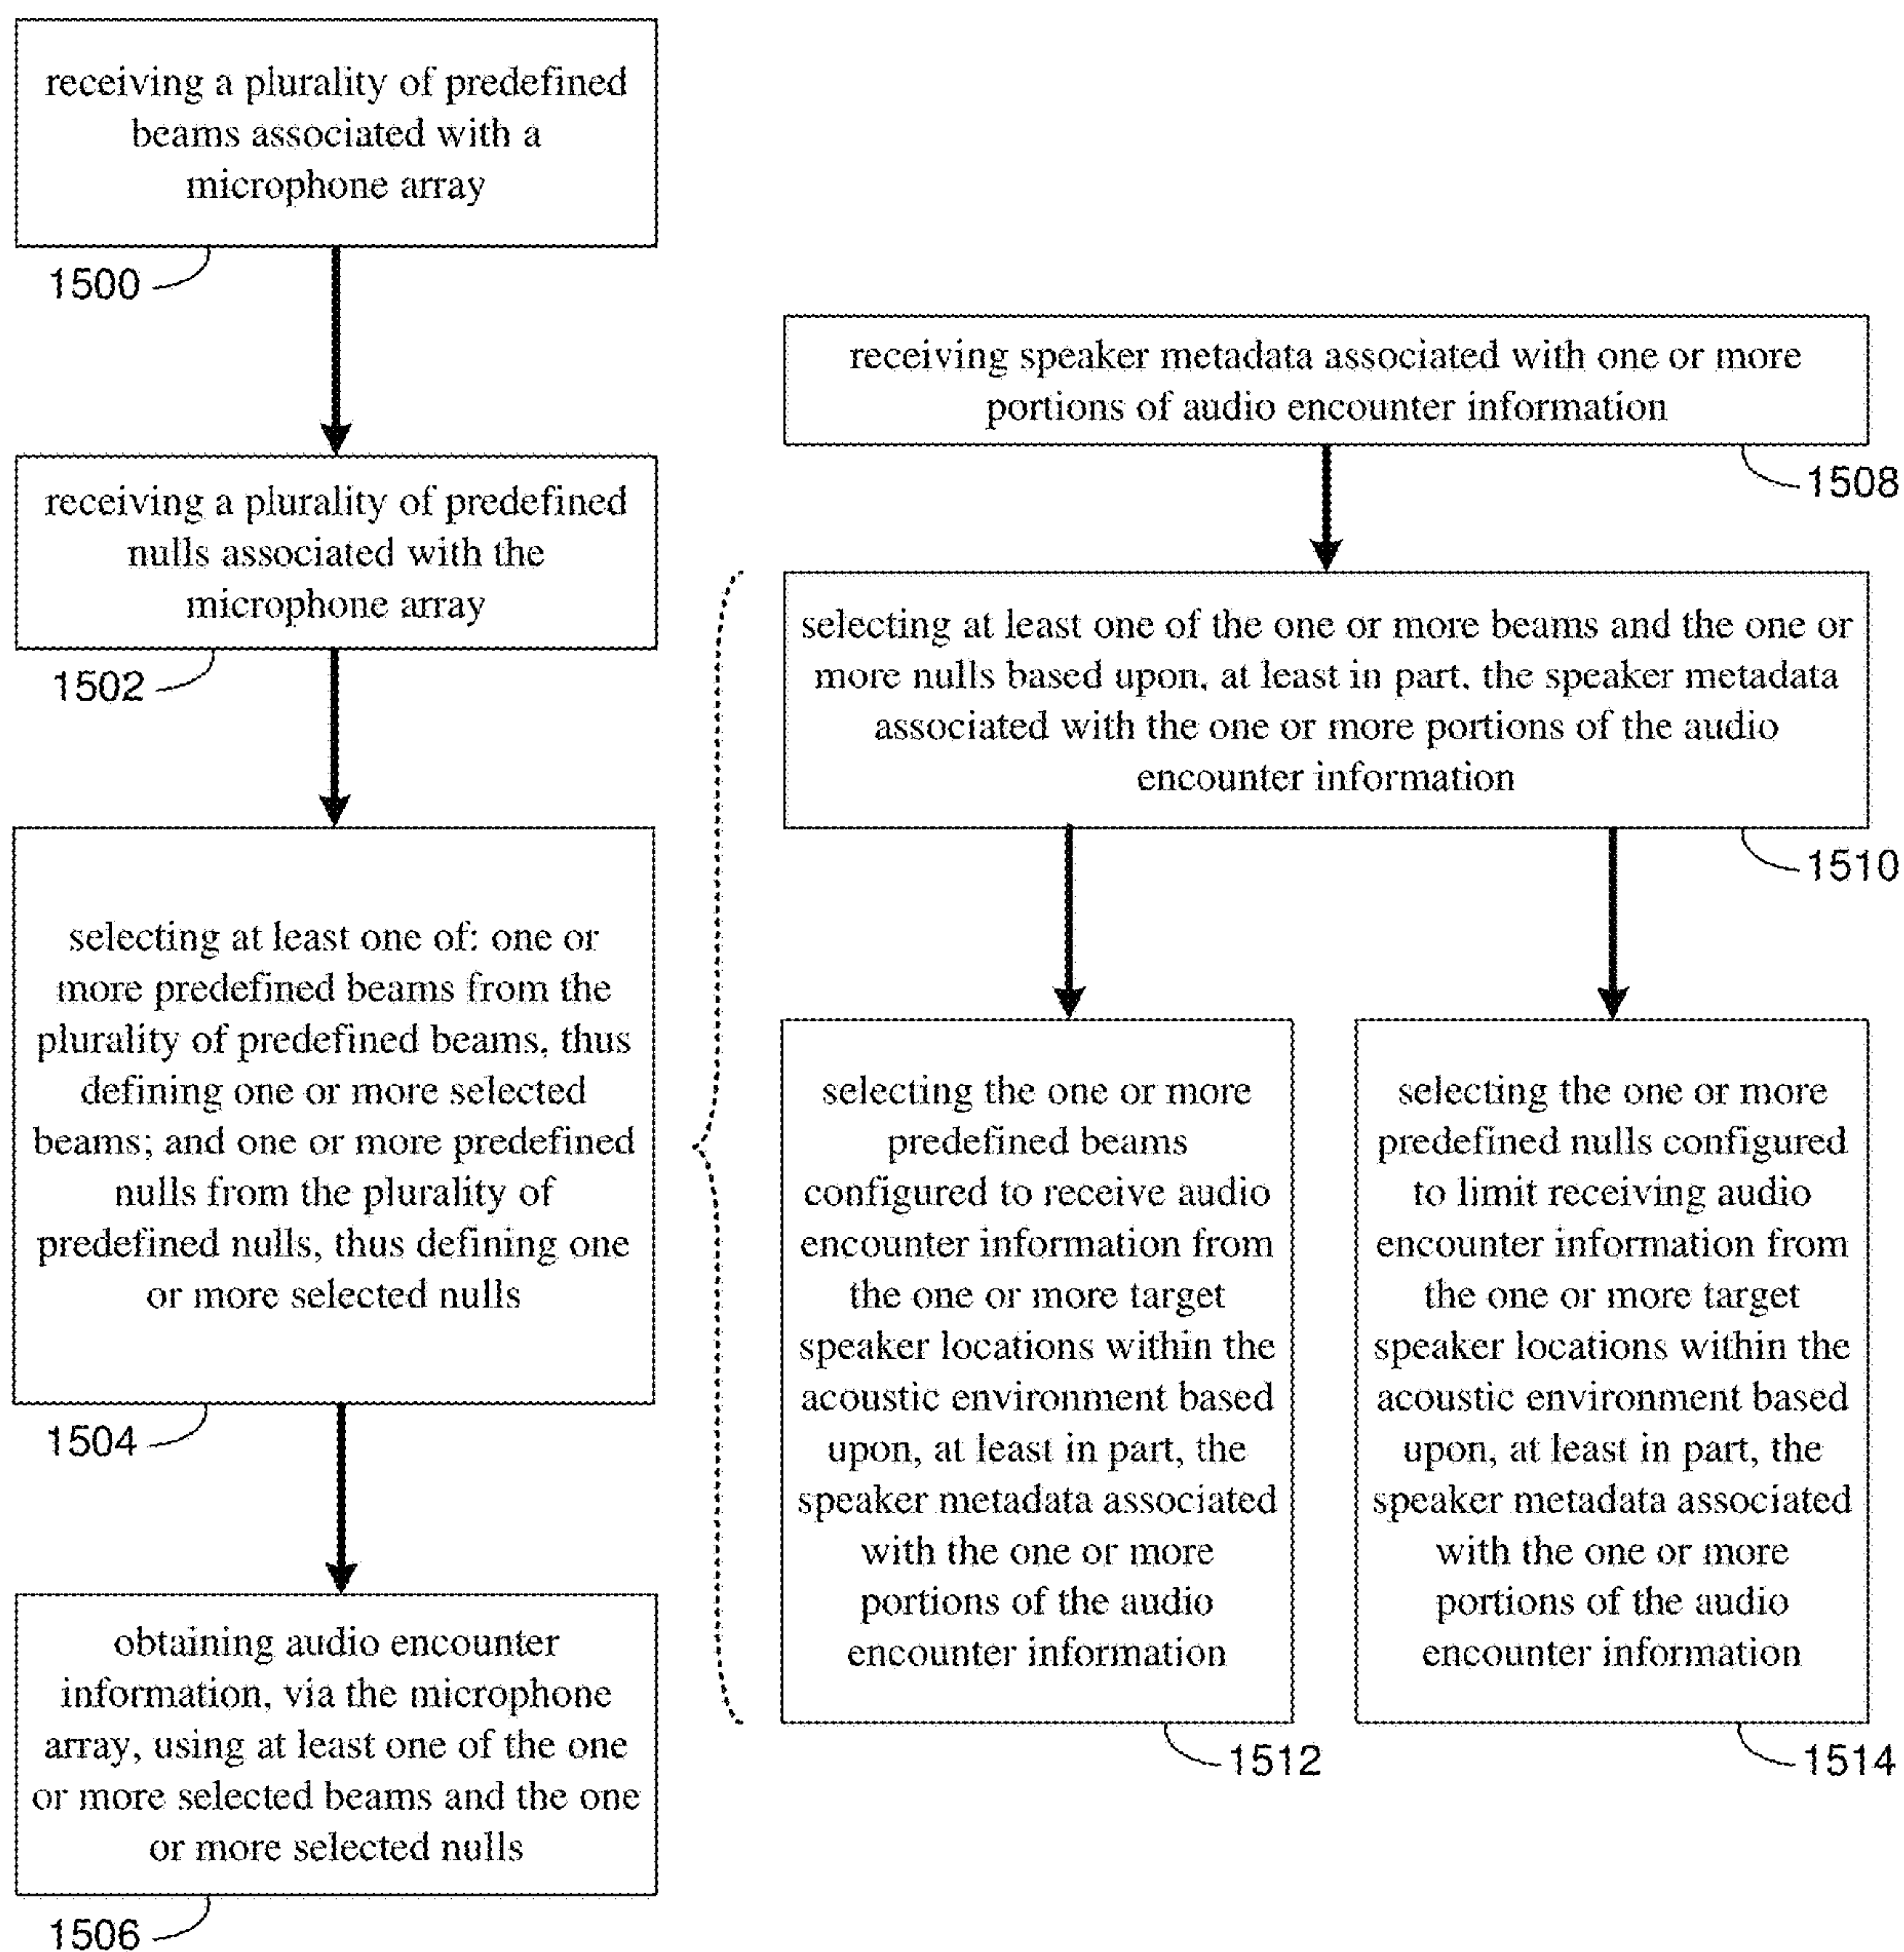 receiving a plurality of predefined
beams associated with a
microphone array
1500
receiving a plurality of predefined
nulls associated with the
microphone array
1502
selecting at least one of: one or
more predefined beams from the
plurality of predefined beams, thus
defining one or more selected
beams; and one or more predefined
nulls from the plurality of
predefined nulls, thus defining one
or more selected nulls
1504
obtaining audio encounter
information, via the microphone
array, using at least one of the one
or more selected beams and the one
or more selected nulls
1506
receiving speaker metadata associated with one or more
portions of audio encounter information
1508
selecting at least one of the one or more beams and the one or
more nulls based upon, at least in part, the speaker metadata
associated with the one or more portions of the audio
encounter information
1510
selecting the one or more
predefined beams
configured to receive audio
encounter information from
the one or more target
speaker locations within the
acoustic environment based
upon, at least in part, the
speaker metadata associated
with the one or more
portions of the audio
encounter information
1512
selecting the one or more
predefined nulls configured
to limit receiving audio
encounter information from
the one or more target
speaker locations within the
acoustic environment based
upon, at least in part, the
speaker metadata associated
with the one or more
portions of the audio
encounter information
1514